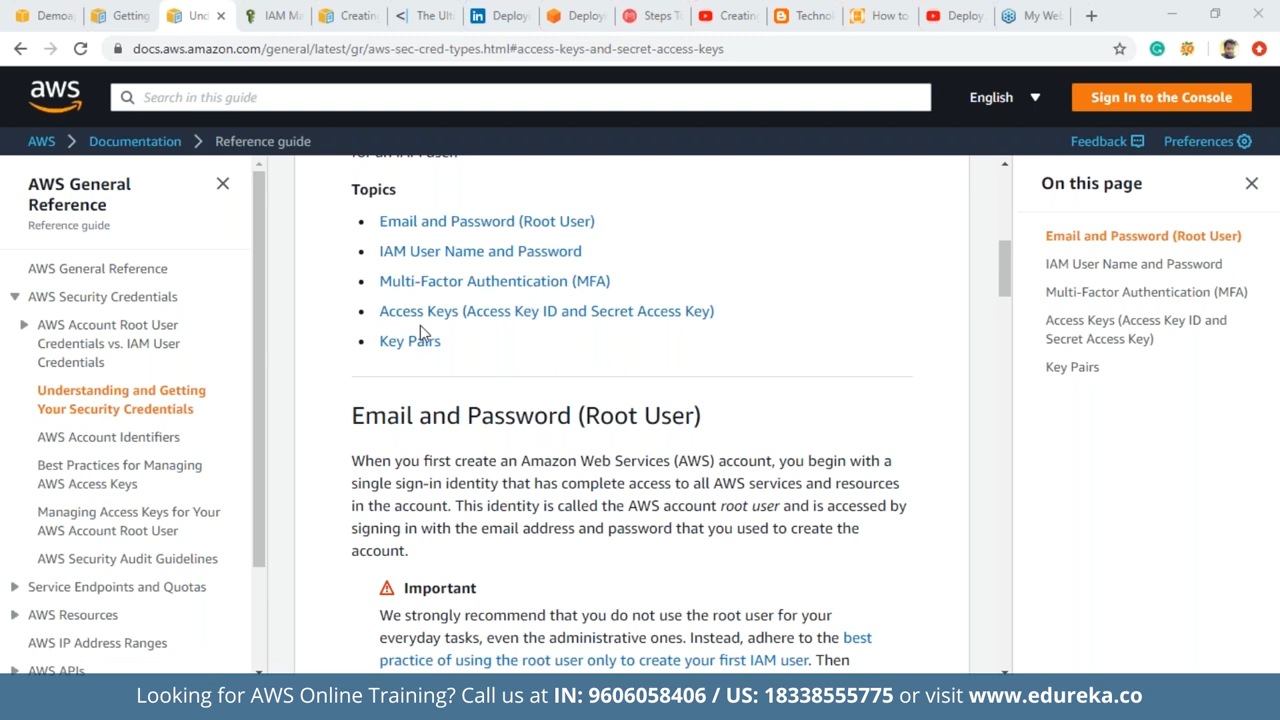 Demoa
Getting
Und
IAM Ma
Creating
The Ult
Deploy
Deploy
Steps T
Creating
Techno
How to
Deploy
My Web
docs.aws.amazon.com/general/latest/gr/aws-sec-cred-types.html#access-keys-and-secret-access-keys
aws
Search in this guide
English
Sign In to the Console
AWS
Documentation
Reference guide
Feedback
Preferences
AWS General
Reference
Reference guide
AWS General Reference
AWS Security Credentials
AWS Account Root User
Credentials vs. IAM User
Credentials
Understanding and Getting
Your Security Credentials
AWS Account Identifiers
Best Practices for Managing
AWS Access Keys
Managing Access Keys for Your
AWS Account Root User
AWS Security Audit Guidelines
Service Endpoints and Quotas
AWS Resources
AWS IP Address Ranges
AWS APIs
for an IAM user.
Topics
Email and Password (Root User)
IAM User Name and Password
Multi-Factor Authentication (MFA)
Access Keys (Access Key ID and Secret Access Key)
Key Pairs
Email and Password (Root User)
When you first create an Amazon Web Services (AWS) account, you begin with a
single sign-in identity that has complete access to all AWS services and resources
in the account. This identity is called the AWS account root user and is accessed by
signing in with the email address and password that you used to create the
account.
Important
We strongly recommend that you do not use the root user for your
everyday tasks, even the administrative ones. Instead, adhere to the best
practice of using the root user only to create your first IAM user. Then
On this page
Email and Password (Root User)
IAM User Name and Password
Multi-Factor Authentication (MFA)
Access Keys (Access Key ID and
Secret Access Key)
Key Pairs
Looking for AWS Online Training? Call us at IN: 9606058406 / US: 18338555775 or visit www.edureka.co